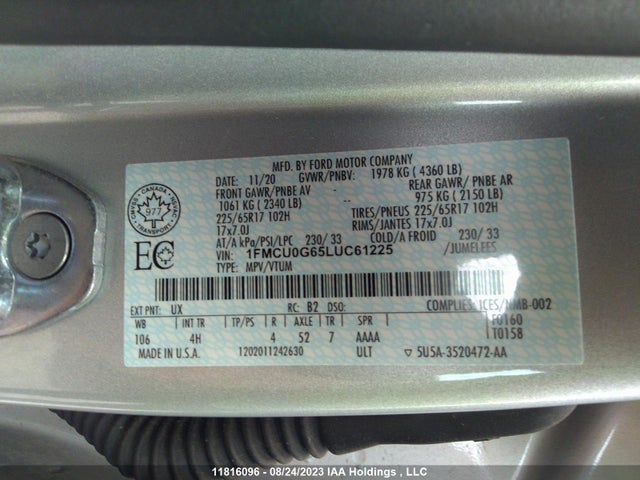 MFD. BY FORD MOTOR COMPANY
DATE: 11/20 GVWR/PNBV: 1978 KG ( 4360 LB)
FRONT GAWR/PNBE AV REAR GAWR/ PNBE AR
1061 KG ( 2340 LB) 975 KG ( 2150 LB)
225/65R17 102H TIRES/PNEUS 225/65R17 102H
17x7.0J RIMS/JANTES 17x7.0J
AT/A kPa/PSI/LPC 230/ 33 COLD/A FROID 230/ 33
VIN: 1FMCU0G65LUC61225 /JUMELEES
TYPE: MPV/VTUM
CANADA
977
TRANSPORT
EC
EXT PNT: UX RC: B2 DSO: COMPLIES ICES/NMB-002
WB INT TR TP/PS R AXLE TR SPR T0160
106 4H 4 52 7 AAAA T0158
MADE IN U.S.A. 1202011242630 ULT 5U5A-3520472-AA
11816096 - 08/24/2023 IAA Holdings , LLC